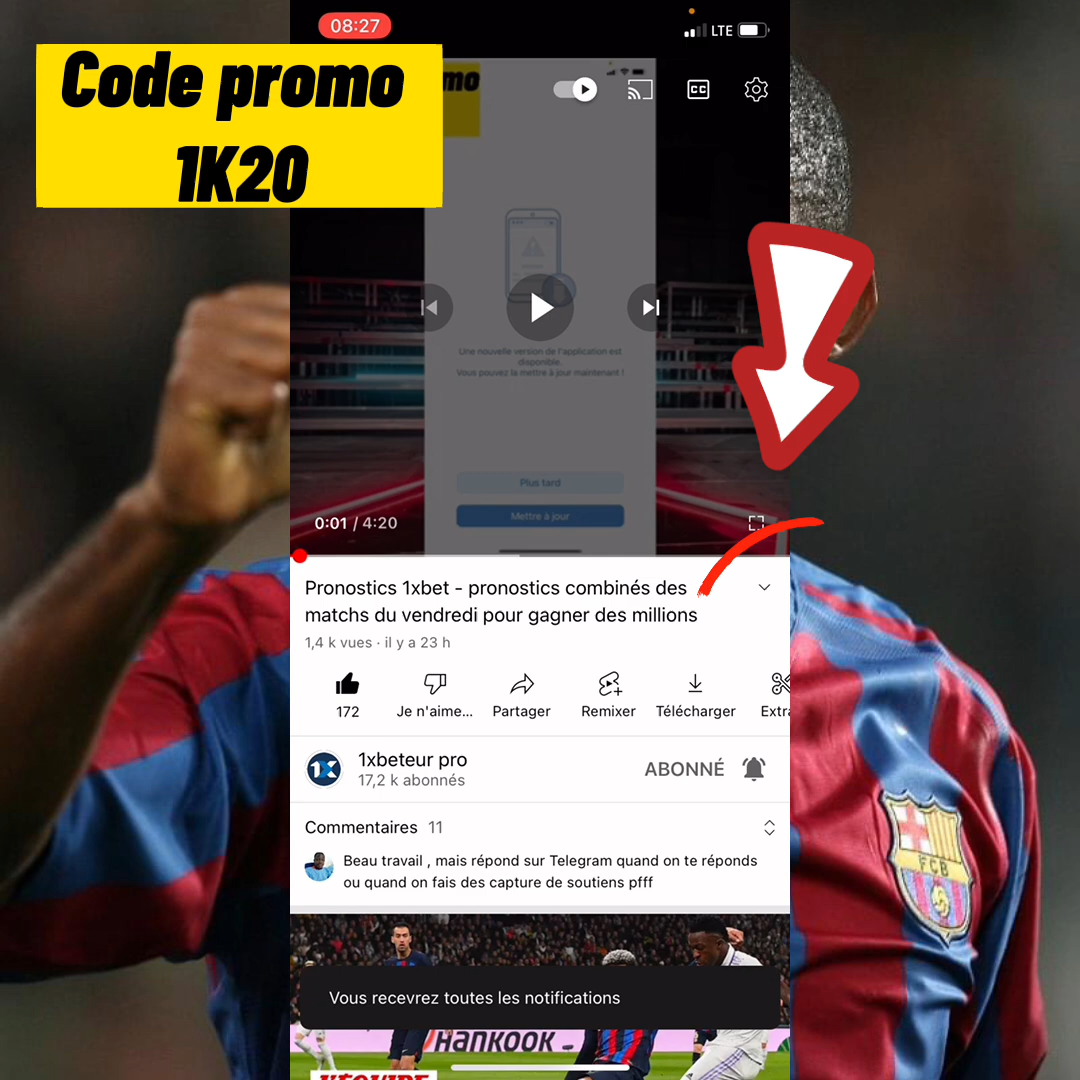 Code promo
1K20
08:27
LTE
mo
CC
Une nouvelle version de l'application est
disponible.
Vous pouvez la mettre à jour maintenant !
Plus tard
Mettre à jour
0:01 / 4:20
Pronostics 1xbet - pronostics combinés des
matchs du vendredi pour gagner des millions
1,4 k vues · il y a 23 h
172
Je n'aime...
Partager
Remixer
Télécharger
Extra
1X
1xbeteur pro
17,2 k abonnés
ABONNÉ
Commentaires 11
Beau travail , mais répond sur Telegram quand on te réponds
ou quand on fais des capture de soutiens pfff
FCB
Vous recevrez toutes les notifications
HANKOOK
L'ÉQUIPE